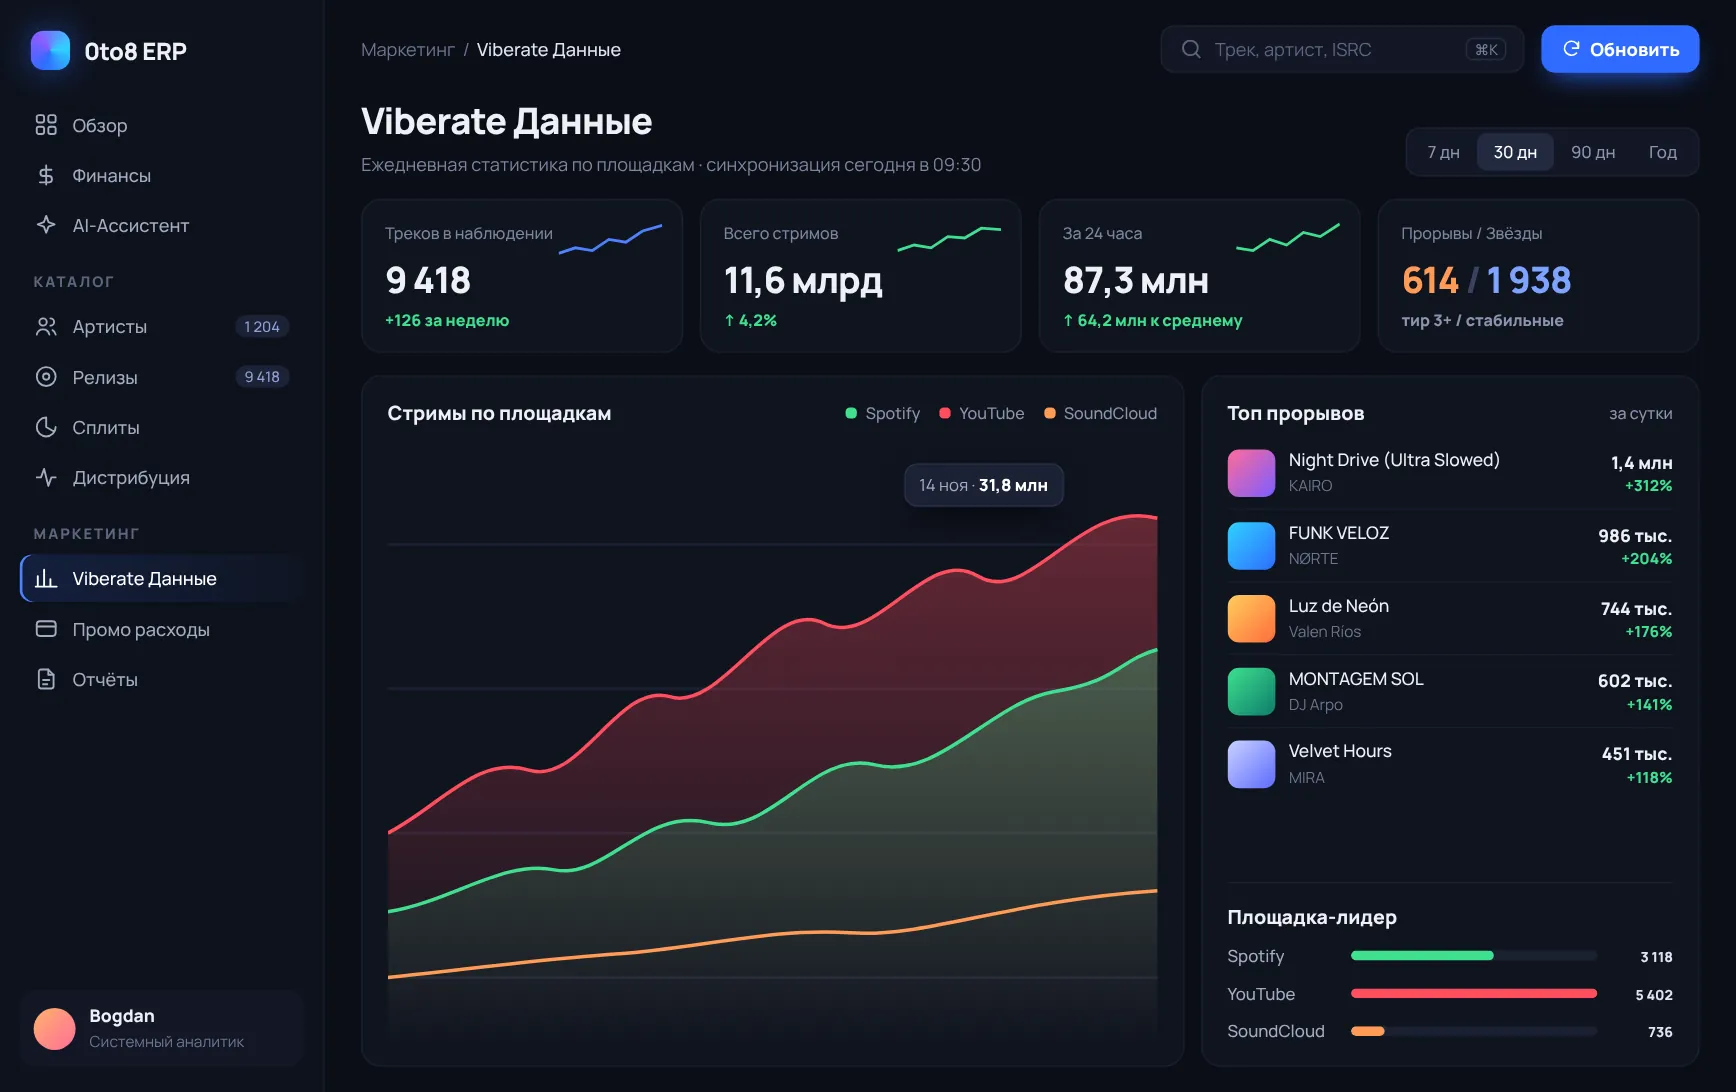 0to8 ERP
Обзор
Финансы
AI-Ассистент
КАТАЛОГ
Артисты 1 204
Релизы 9 418
Сплиты
Дистрибуция
МАРКЕТИНГ
Viberate Данные
Промо расходы
Отчёты
Bogdan
Системный аналитик
Маркетинг / Viberate Данные
Трек, артист, ISRC ⌘K
Обновить
Viberate Данные
Ежедневная статистика по площадкам · синхронизация сегодня в 09:30
7 дн 30 дн 90 дн Год
Треков в наблюдении
9 418
+126 за неделю
Всего стримов
11,6 млрд
↑ 4,2%
За 24 часа
87,3 млн
↑ 64,2 млн к среднему
Прорывы / Звёзды
614 / 1 938
тир 3+ / стабильные
Стримы по площадкам
Spotify YouTube SoundCloud
14 ноя · 31,8 млн
Топ прорывов за сутки
Night Drive (Ultra Slowed) 1,4 млн
KAIRO +312%
FUNK VELOZ 986 тыс.
NØRTE +204%
Luz de Neón 744 тыс.
Valen Ríos +176%
MONTAGEM SOL 602 тыс.
DJ Arpo +141%
Velvet Hours 451 тыс.
MIRA +118%
Площадка-лидер
Spotify 3 118
YouTube 5 402
SoundCloud 736